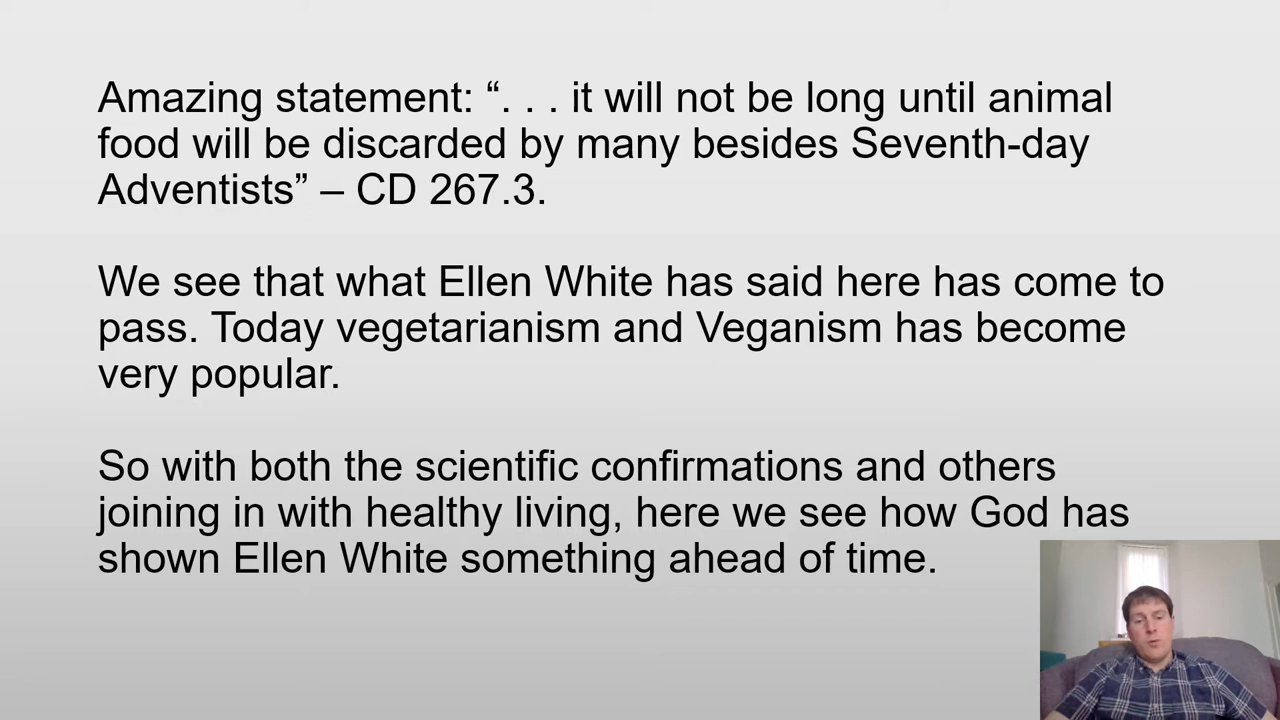 Amazing statement: “. . . it will not be long until animal
food will be discarded by many besides Seventh-day
Adventists” – CD 267.3.
We see that what Ellen White has said here has come to
pass. Today vegetarianism and Veganism has become
very popular.
So with both the scientific confirmations and others
joining in with healthy living, here we see how God has
shown Ellen White something ahead of time.